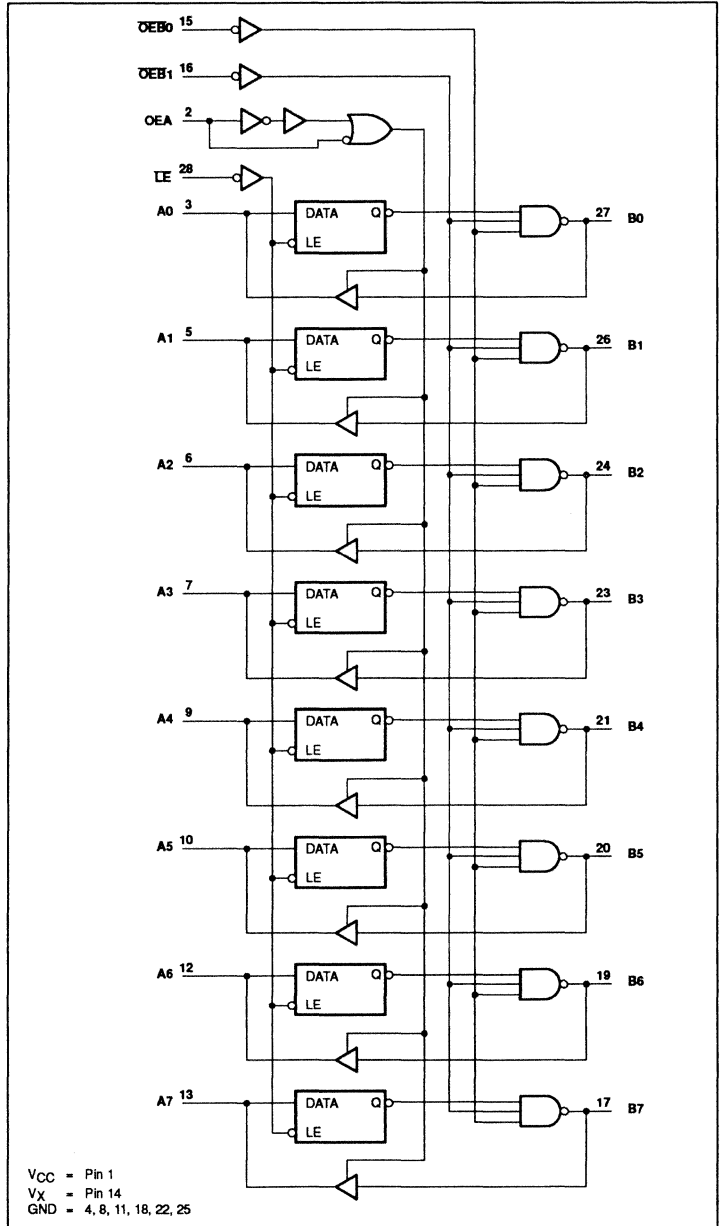 OEB0 15
OEB1 16
OEA 2
LE 28
A0 3 DATA Q LE 27 B0
A1 5 DATA Q LE 26 B1
A2 6 DATA Q LE 24 B2
A3 7 DATA Q LE 23 B3
A4 9 DATA Q LE 21 B4
A5 10 DATA Q LE 20 B5
A6 12 DATA Q LE 19 B6
A7 13 DATA Q LE 17 B7
VCC = Pin 1
VX = Pin 14
GND = 4, 8, 11, 18, 22, 25